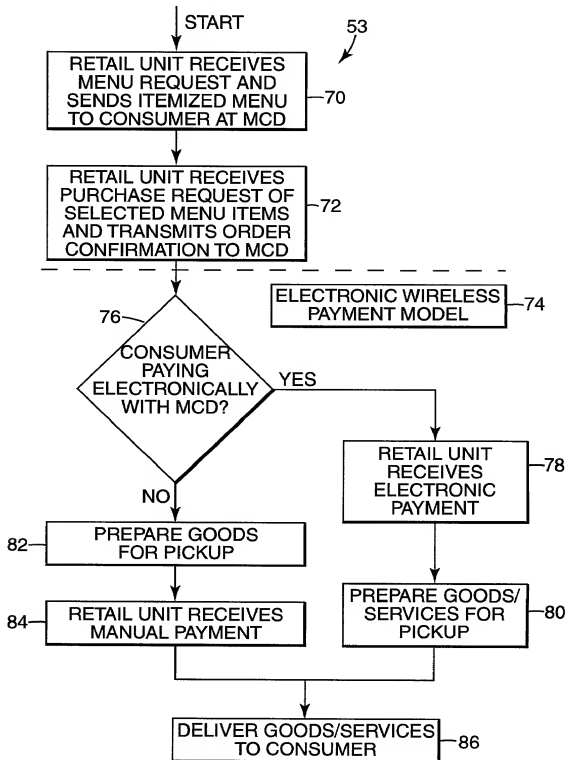 START
53
RETAIL UNIT RECEIVES
MENU REQUEST AND
SENDS ITEMIZED MENU
TO CONSUMER AT MCD
70
RETAIL UNIT RECEIVES
PURCHASE REQUEST OF
SELECTED MENU ITEMS
AND TRANSMITS ORDER
CONFIRMATION TO MCD
72
ELECTRONIC WIRELESS
PAYMENT MODEL
74
76
CONSUMER
PAYING
ELECTRONICALLY
WITH MCD?
YES
NO
RETAIL UNIT
RECEIVES
ELECTRONIC
PAYMENT
78
82
PREPARE GOODS
FOR PICKUP
PREPARE GOODS/
SERVICES FOR
PICKUP
80
84
RETAIL UNIT RECEIVES
MANUAL PAYMENT
DELIVER GOODS/SERVICES
TO CONSUMER
86